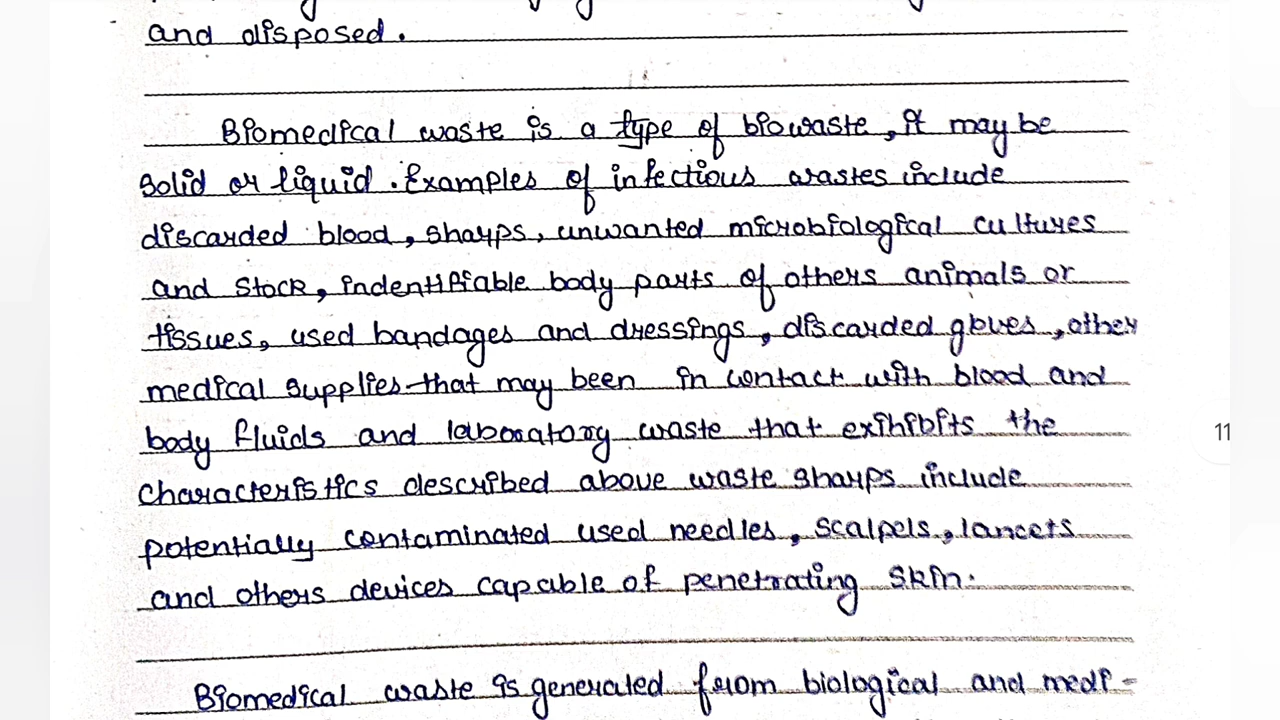 and disposed.
Biomedical waste is a type of biowaste, it may be
solid or liquid. Examples of infectious wastes include
discarded blood, sharps, unwanted microbiological cultures
and stock, indentifiable body parts of others animals or
tissues, used bandages and dressings, discarded gloves, other
medical supplies that may been in contact with blood and
body fluids and laboratory waste that exihibits the
characteristics described above waste sharps include
potentially contaminated used needles, scalpels, lancets
and others devices capable of penetrating skin.
11
Biomedical waste is generated from biological and medi-